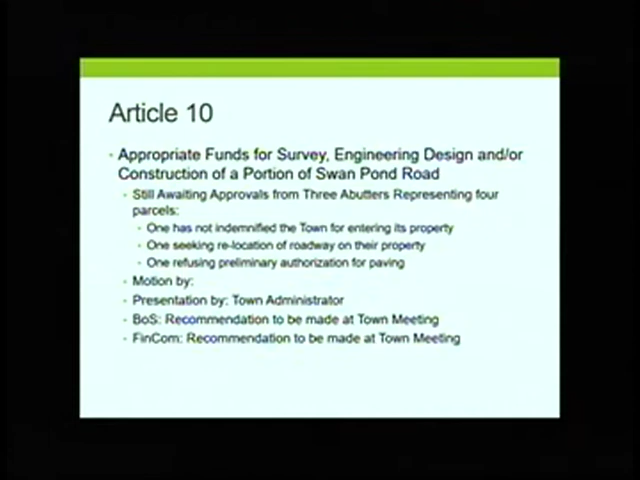 Article 10
Appropriate Funds for Survey, Engineering Design and/or
Construction of a Portion of Swan Pond Road
Still Awaiting Approvals from Three Abutters Representing four
parcels:
One has not indemnified the Town for entering its property
One seeking re-location of roadway on their property
One refusing preliminary authorization for paving
Motion by:
Presentation by: Town Administrator
BoS: Recommendation to be made at Town Meeting
FinCom: Recommendation to be made at Town Meeting